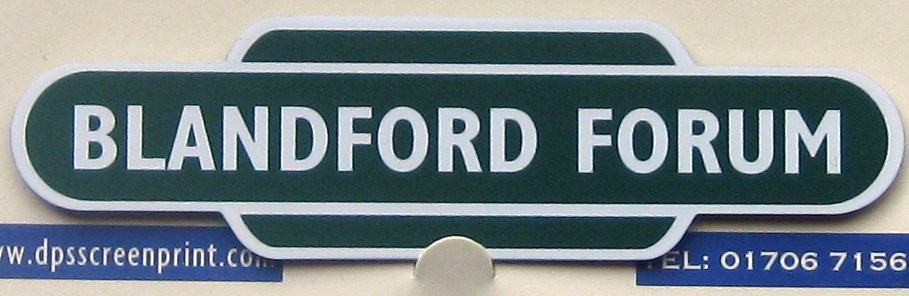 BLANDFORD FORUM
www.dpsscreenprint.com
TEL: 01706 7156